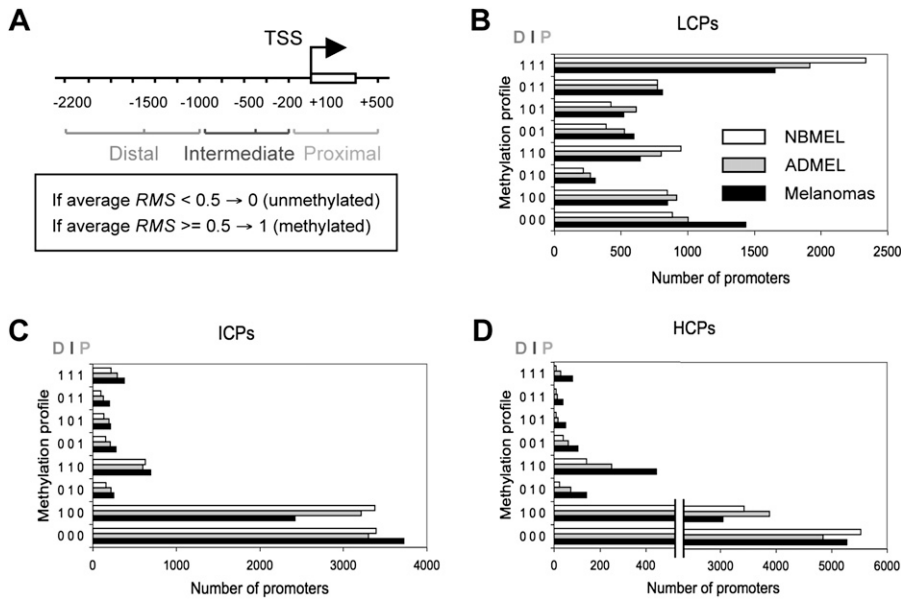 A
TSS
-2200 -1500 -1000 -500 -200 +100 +500
Distal Intermediate Proximal
If average RMS < 0.5 → 0 (unmethylated)
If average RMS >= 0.5 → 1 (methylated)
B
LCPs
D I P
Methylation profile
1 1 1
0 1 1
1 0 1
0 0 1
1 1 0
0 1 0
1 0 0
0 0 0
NBMEL
ADMEL
Melanomas
0 500 1000 1500 2000 2500
Number of promoters
C
ICPs
D I P
Methylation profile
1 1 1
0 1 1
1 0 1
0 0 1
1 1 0
0 1 0
1 0 0
0 0 0
0 1000 2000 3000 4000
Number of promoters
D
HCPs
D I P
Methylation profile
1 1 1
0 1 1
1 0 1
0 0 1
1 1 0
0 1 0
1 0 0
0 0 0
0 200 400 3000 4000 5000 6000
Number of promoters